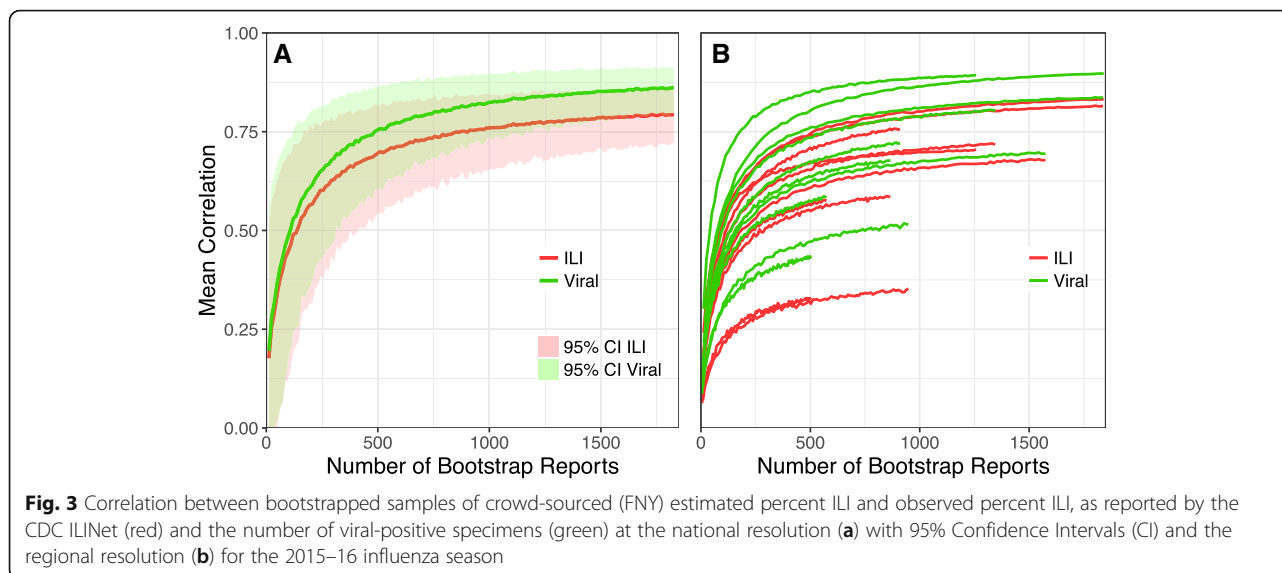 A
B
1.00
0.75
0.50
0.25
0.00
Mean Correlation
ILI
Viral
95% CI ILI
95% CI Viral
ILI
Viral
0
500
1000
1500
0
500
1000
1500
Number of Bootstrap Reports
Number of Bootstrap Reports
Fig. 3 Correlation between bootstrapped samples of crowd-sourced (FNY) estimated percent ILI and observed percent ILI, as reported by the
CDC ILINet (red) and the number of viral-positive specimens (green) at the national resolution (a) with 95% Confidence Intervals (CI) and the
regional resolution (b) for the 2015–16 influenza season